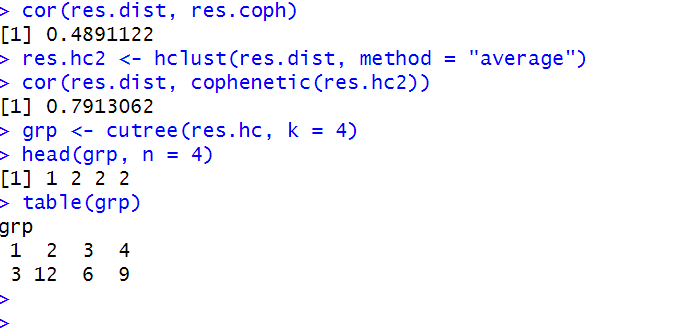 > cor(res.dist, res.coph)
[1] 0.4891122
> res.hc2 <- hclust(res.dist, method = "average")
> cor(res.dist, cophenetic(res.hc2))
[1] 0.7913062
> grp <- cutree(res.hc, k = 4)
> head(grp, n = 4)
[1] 1 2 2 2
> table(grp)
grp
 1  2  3  4
 3 12  6  9
>
>